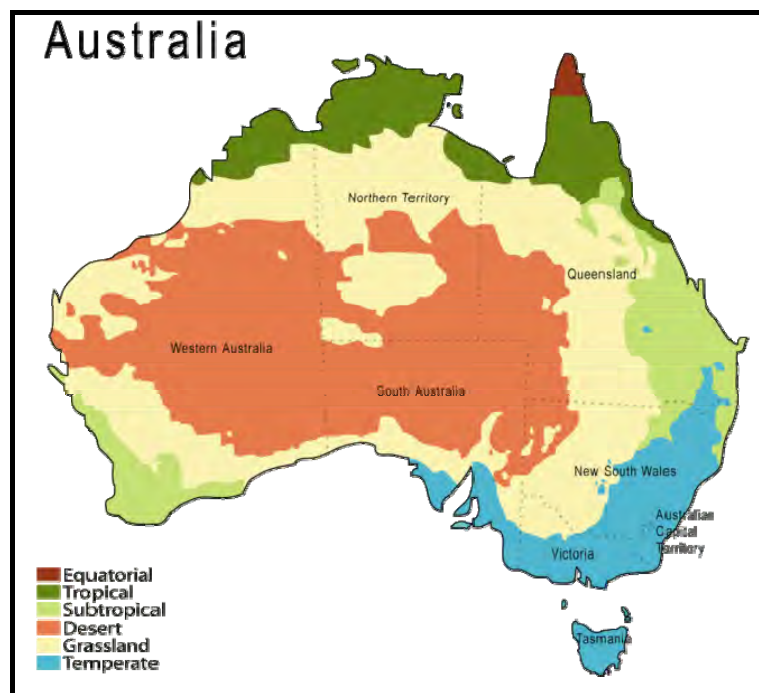 Australia
Northern Territory
Queensland
Western Australia
South Australia
New South Wales
Australian
Capital
Territory
Victoria
Tasmania
Equatorial
Tropical
Subtropical
Desert
Grassland
Temperate